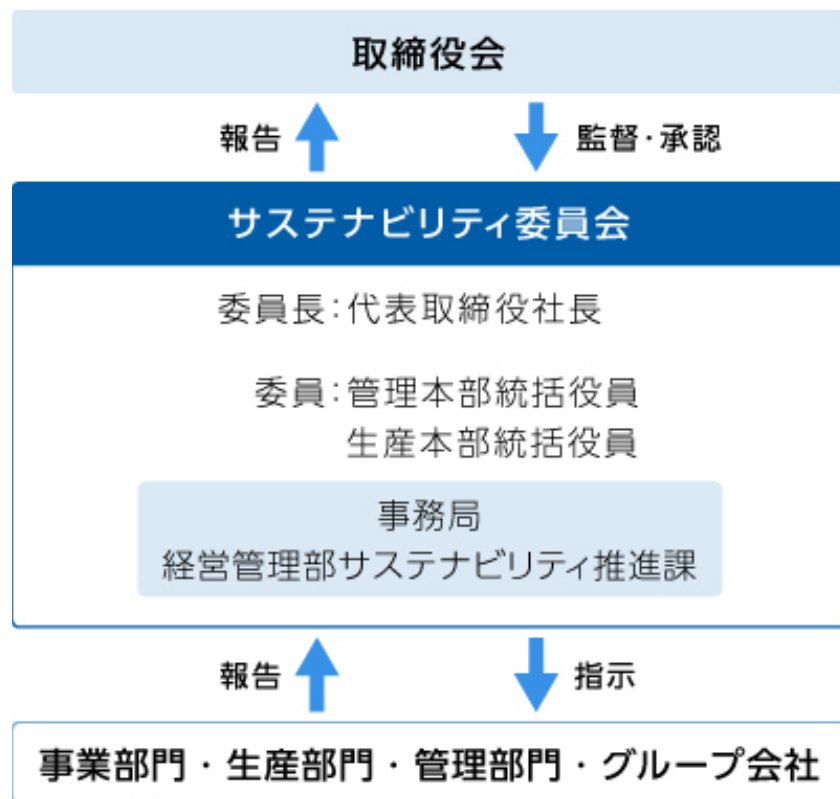 取締役会
報告 監督・承認
サステナビリティ委員会
委員長：代表取締役社長
委員：管理本部統括役員
生産本部統括役員
事務局
経営管理部サステナビリティ推進課
報告 指示
事業部門・生産部門・管理部門・グループ会社